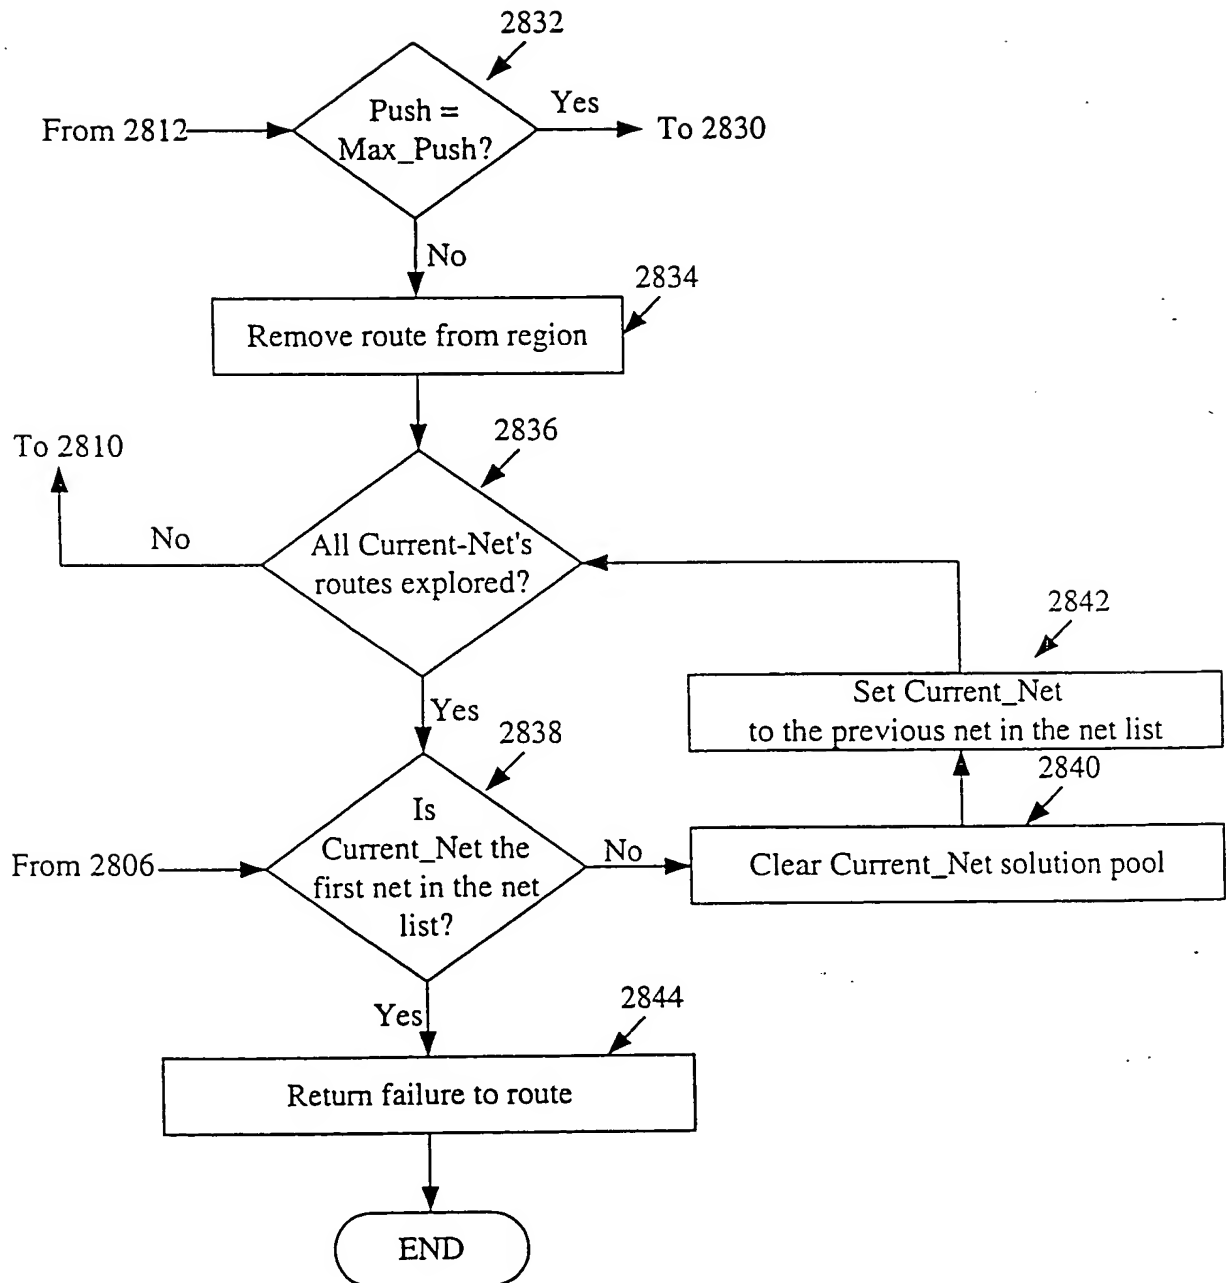 2832
Push =
Max_Push?
From 2812
Yes
To 2830
No
2834
Remove route from region
2836
To 2810
No
All Current-Net's
routes explored?
2842
Set Current_Net
to the previous net in the net list
Yes
2838
2840
Is
Current_Net the
first net in the net
list?
From 2806
No
Clear Current_Net solution pool
Yes
2844
Return failure to route
END